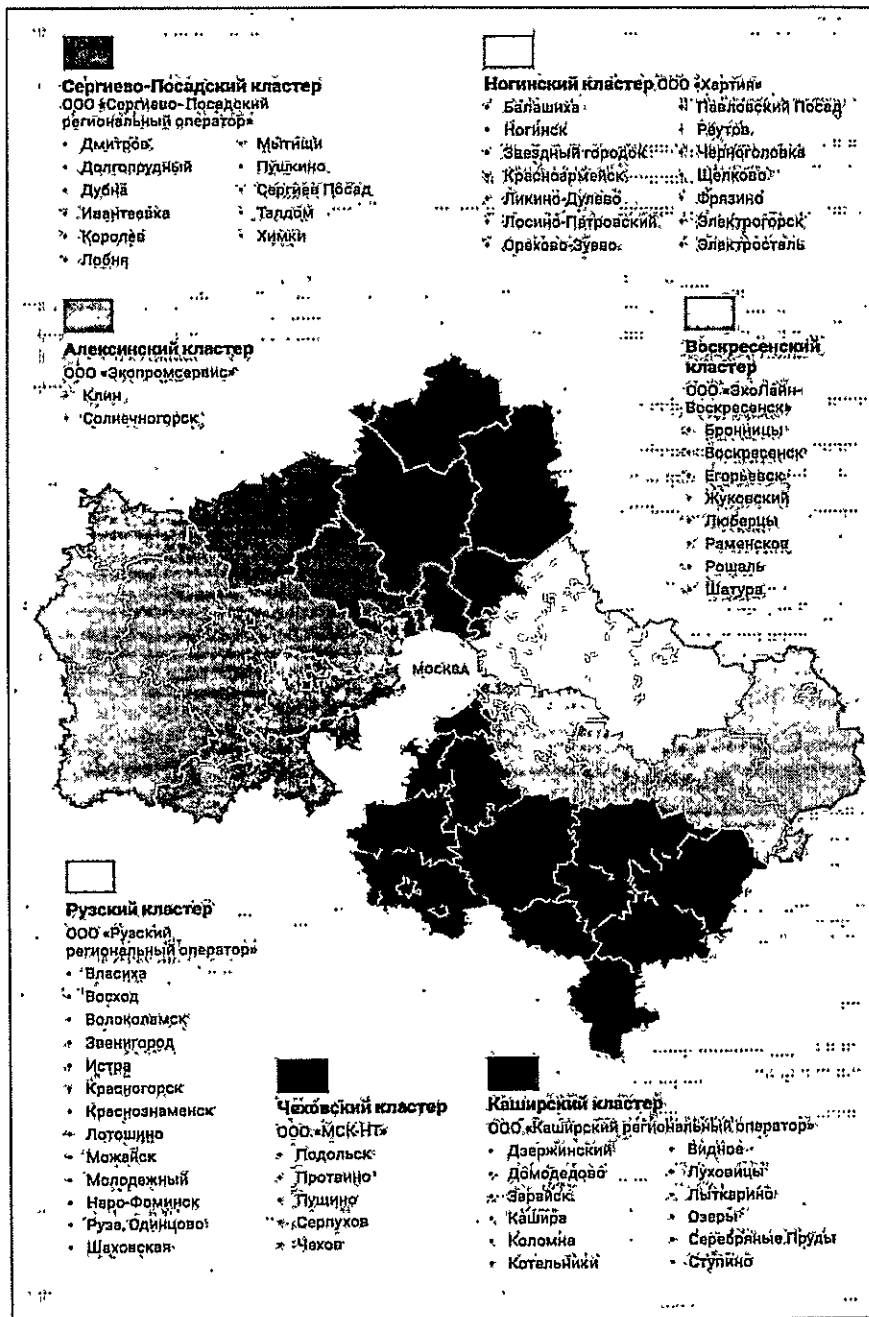 Сергиево-Посадский кластер
ООО «Сергиево-Посадский
региональный оператор»
• Дмитров
• Долгопрудный
• Дубна
• Ивантеевка
• Королев
• Лобня
• Мытищи
• Пушкино
• Сергиев Посад
• Талдом
• Химки
Ногинский кластер ООО «Хартия»
• Балашиха
• Ногинск
• Звездный городок
• Красноармейск
• Ликино-Дулево
• Лосино-Петровский
• Орехово-Зуево
• Павловский Посад
• Реутов
• Черноголовка
• Щелково
• Фрязино
• Электрогорск
• Электросталь
Алексинский кластер
ООО «Экопромсервис»
• Клин
• Солнечногорск
Воскресенский
кластер
ООО «ЭкоЛайн-
Воскресенск»
• Бронницы
• Воскресенск
• Егорьевск
• Жуковский
• Люберцы
• Раменское
• Рошаль
• Шатура
МОСКВА
Рузский кластер
ООО «Рузский
региональный оператор»
• Власиха
• Восход
• Волоколамск
• Звенигород
• Истра
• Красногорск
• Краснознаменск
• Лотошино
• Можайск
• Молодежный
• Наро-Фоминск
• Руза, Одинцово
• Шаховская
Чеховский кластер
ООО «МСК-НТ»
• Подольск
• Протвино
• Пущино
• Серпухов
• Чехов
Каширский кластер
ООО «Каширский региональный оператор»
• Дзержинский
• Домодедово
• Зарайск
• Кашира
• Коломна
• Котельники
• Видное
• Луховицы
• Лыткарино
• Озеры
• Серебряные Пруды
• Ступино